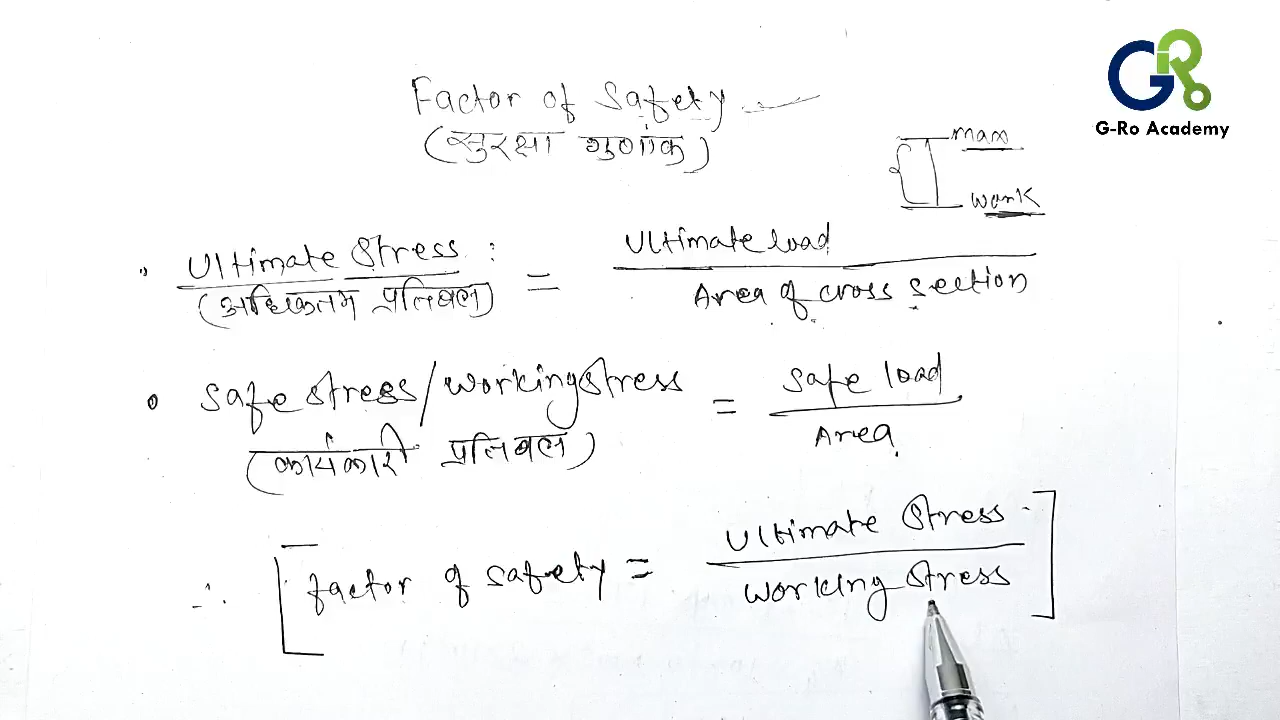 G-Ro Academy
Factor of Safety
(सुरक्षा गुणांक)
max
work
Ultimate Stress : = Ultimate load / Area of cross section
(अधिकतम प्रतिबल)
Safe stress/working stress = Safe load / Area
(कार्यकारी प्रतिबल)
∴ [factor of safety = Ultimate Stress / working stress]